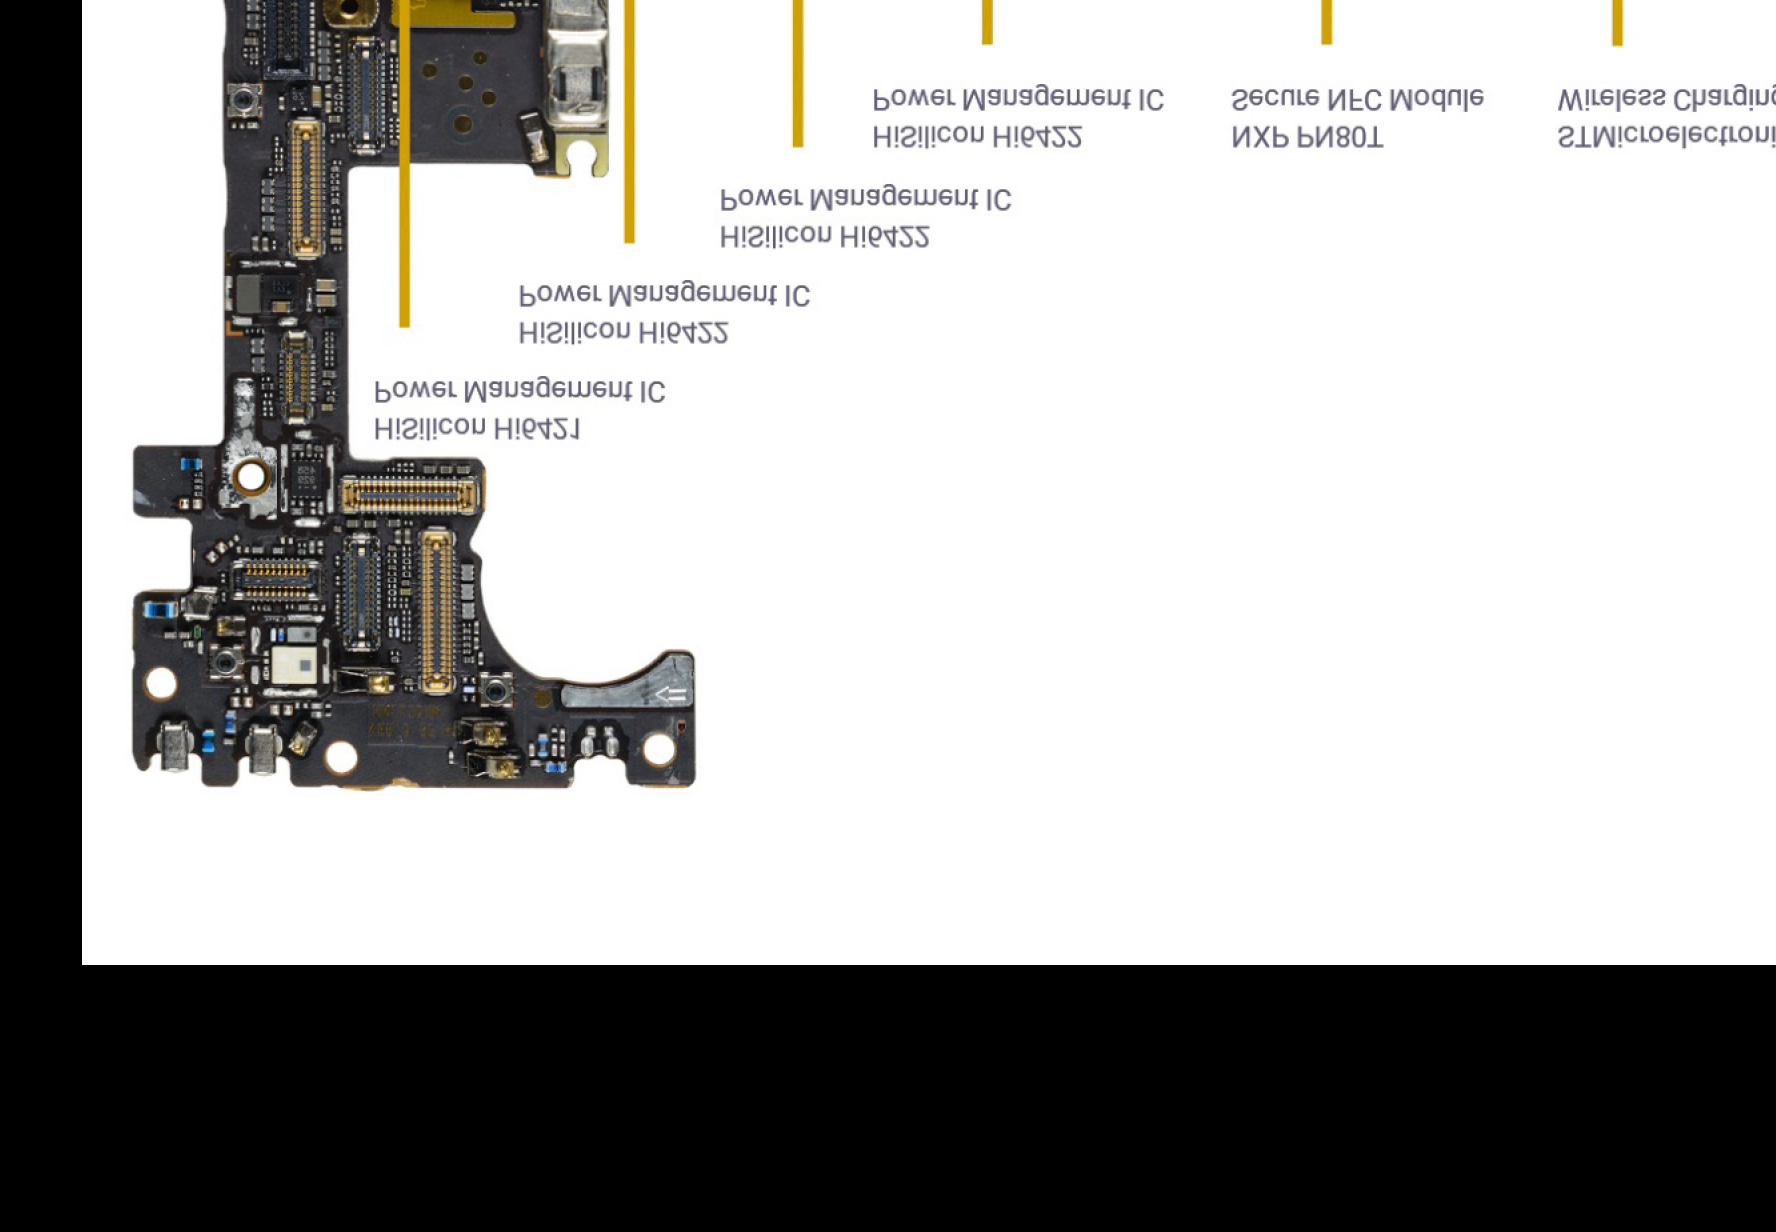 HiSilicon Hi6421
Power Management IC
HiSilicon Hi6422
Power Management IC
HiSilicon Hi6422
Power Management IC
HiSilicon Hi6422
Power Management IC
NXP PN80T
Secure NFC Module
STMicroelectroni
Wireless Charging